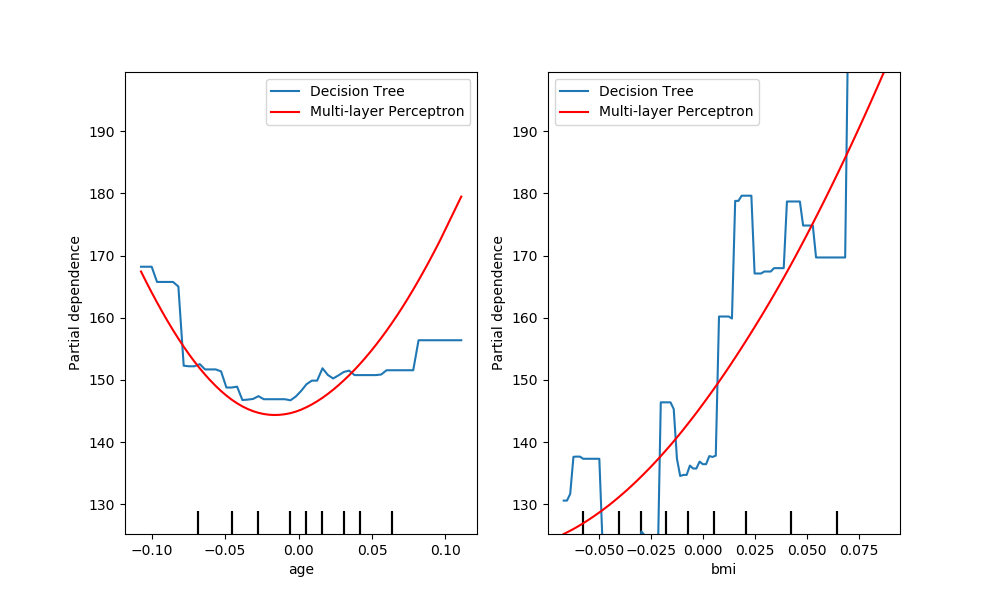 Decision Tree
Multi-layer Perceptron
190
180
170
160
150
140
130
Partial dependence
−0.10 −0.05 0.00 0.05 0.10
age
Decision Tree
Multi-layer Perceptron
190
180
170
160
150
140
130
Partial dependence
−0.050 −0.025 0.000 0.025 0.050 0.075
bmi